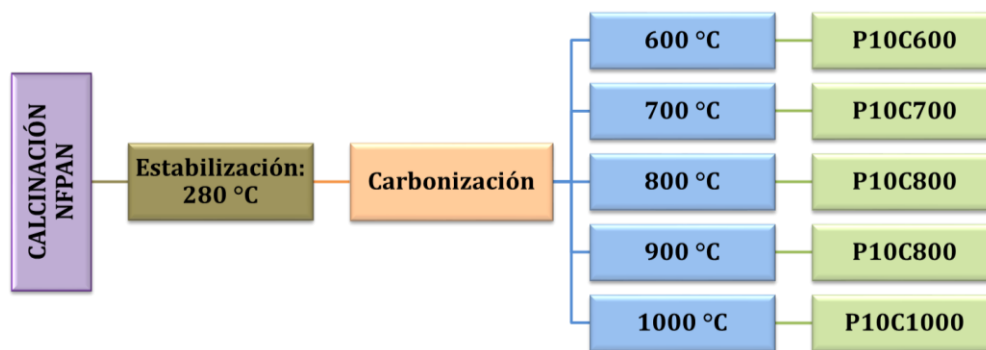 CALCINACIÓN
NFPAN
Estabilización:
280 °C
Carbonización
600 °C
P10C600
700 °C
P10C700
800 °C
P10C800
900 °C
P10C800
1000 °C
P10C1000